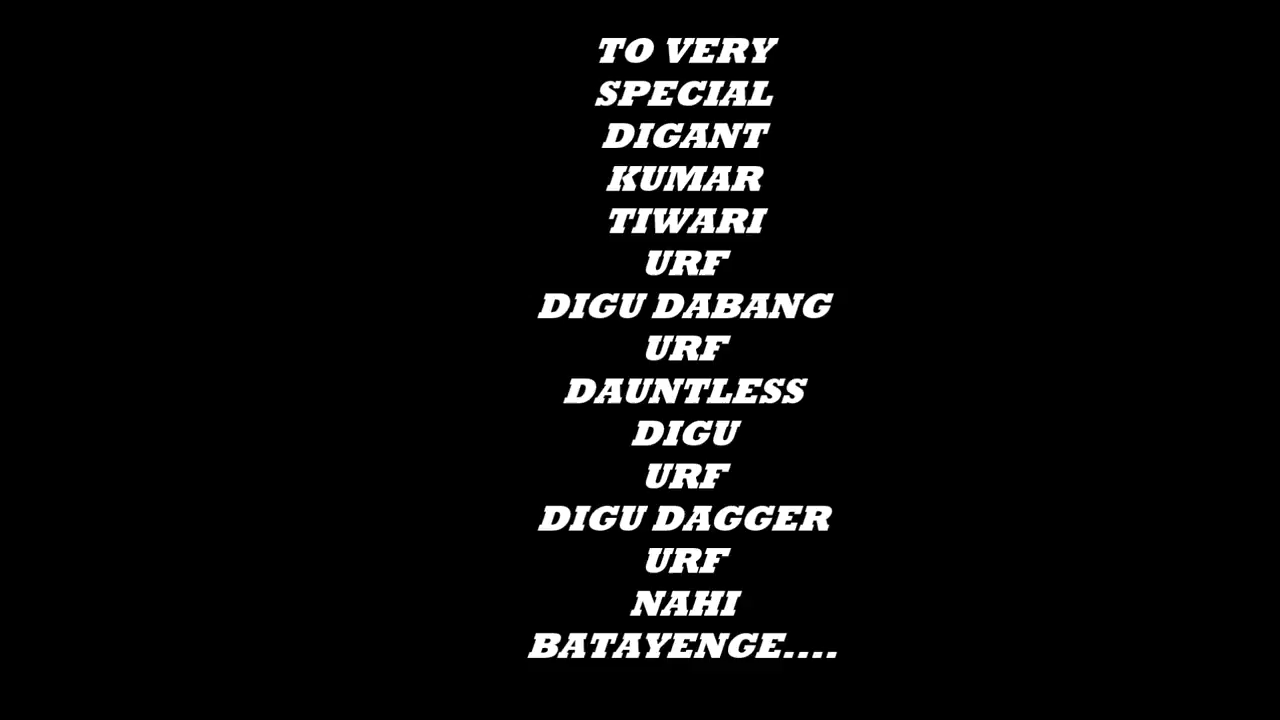 TO VERY
SPECIAL
DIGANT
KUMAR
TIWARI
URF
DIGU DABANG
URF
DAUNTLESS
DIGU
URF
DIGU DAGGER
URF
NAHI
BATAYENGE....